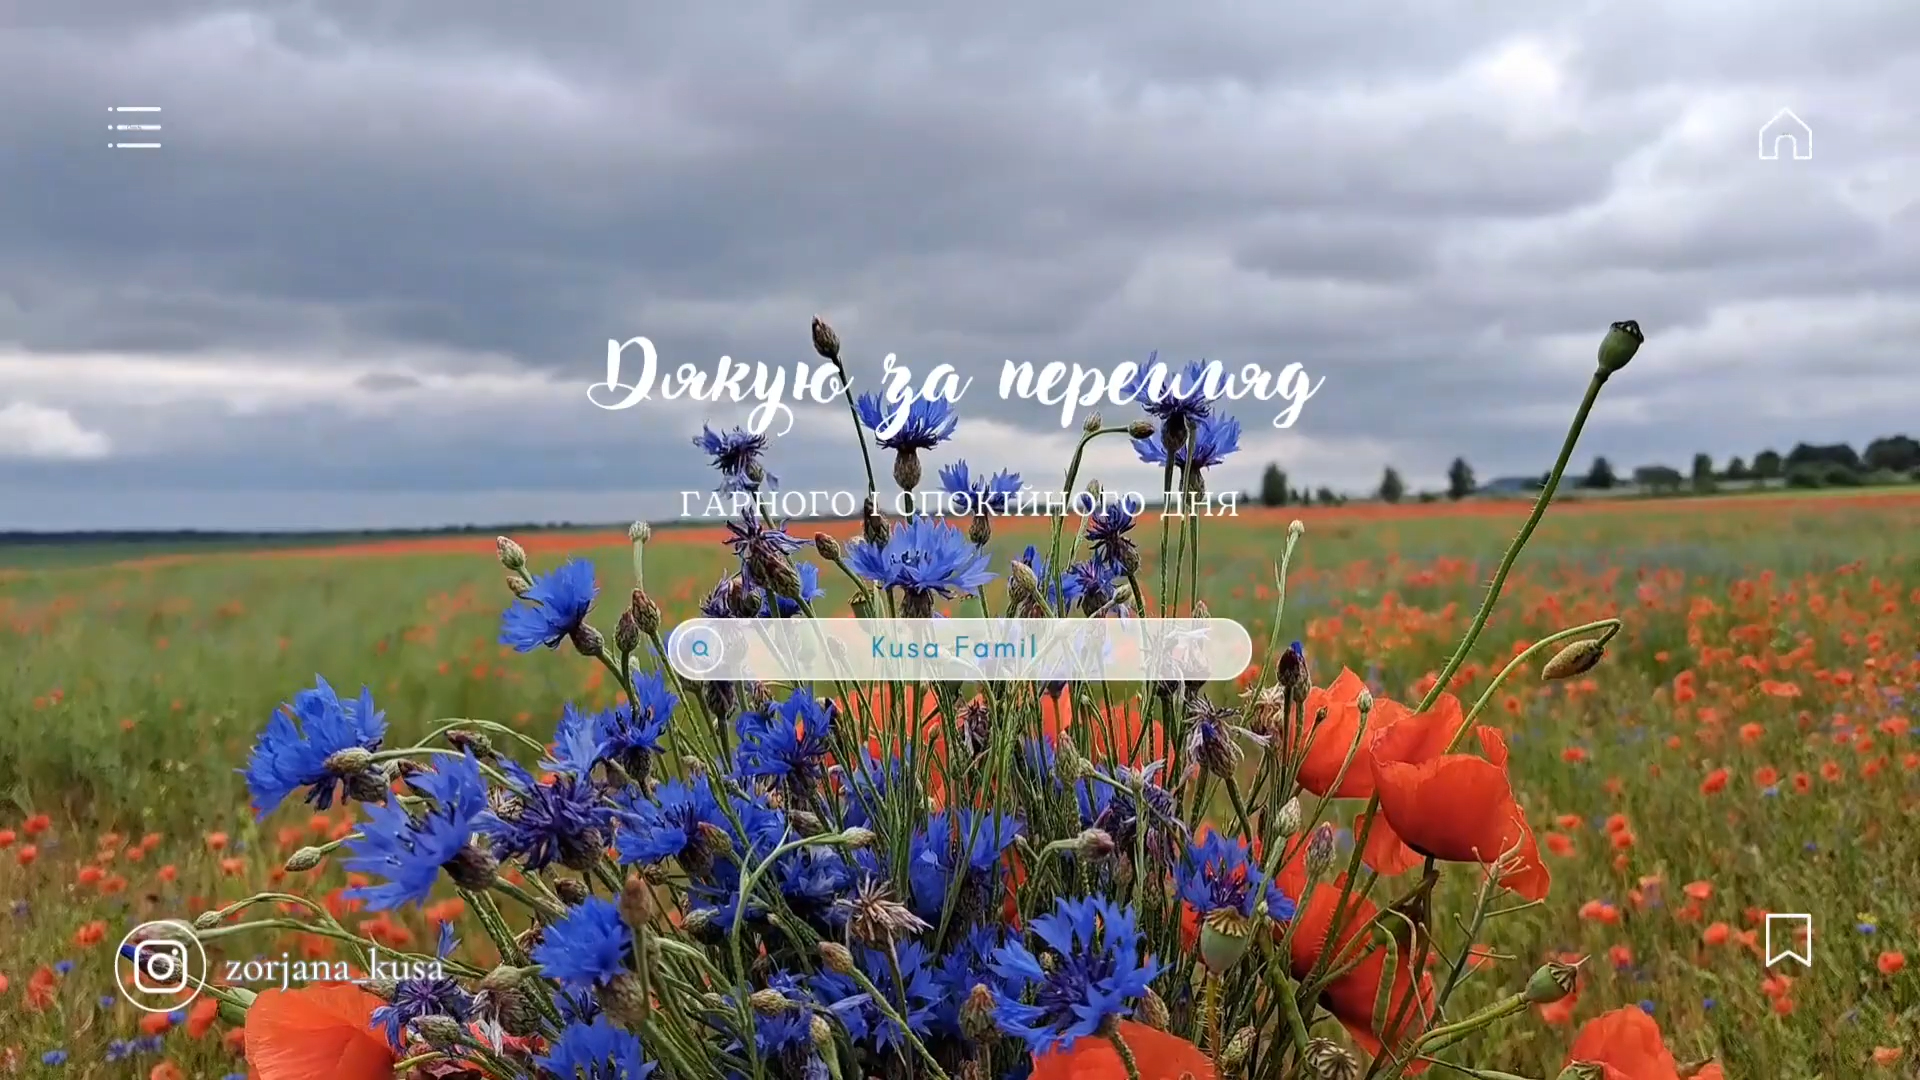 Дякую за перегляд
ГАРНОГО І СПОКІЙНОГО ДНЯ
Kusa Famil
zorjana_kusa